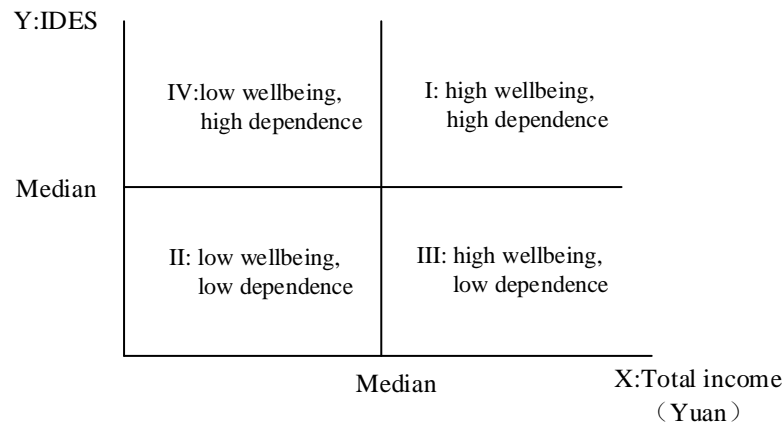 Y:IDES
IV:low wellbeing,
high dependence
I: high wellbeing,
high dependence
Median
II: low wellbeing,
low dependence
III: high wellbeing,
low dependence
Median
X:Total income
（Yuan）